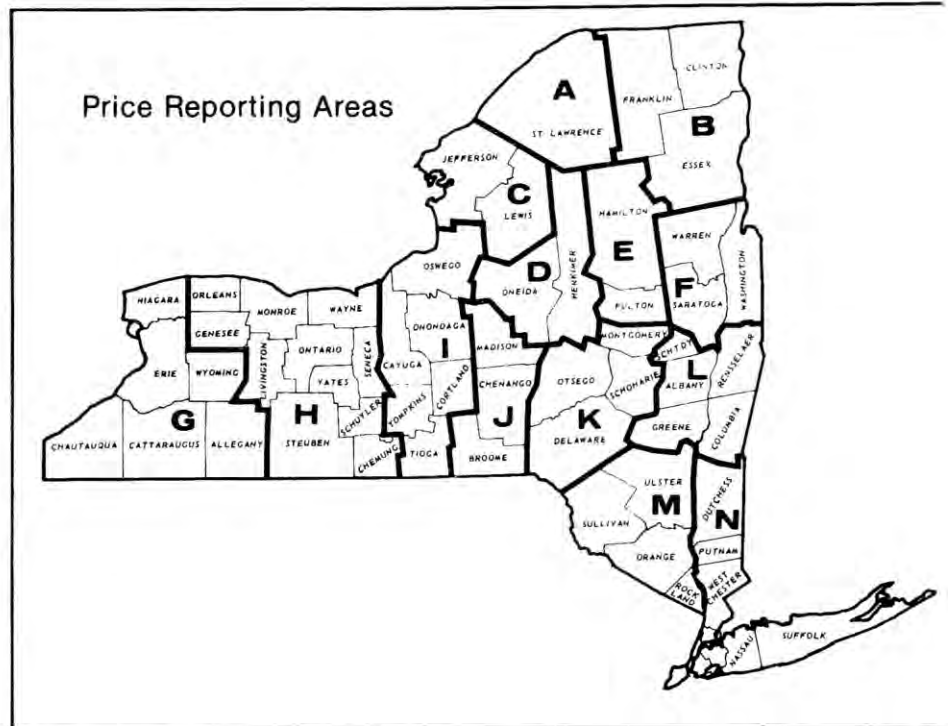 Price Reporting Areas
A
ST. LAWRENCE
FRANKLIN
CLINTON
B
ESSEX
JEFFERSON
C
LEWIS
HAMILTON
E
FULTON
HERKIMER
D
ONEIDA
OSWEGO
WARREN
WASHINGTON
F
SARATOGA
NIAGARA
ORLEANS
MONROE
WAYNE
GENESEE
ERIE
WYOMING
LIVINGSTON
ONTARIO
YATES
SENECA
CAYUGA
ONONDAGA
I
MADISON
MONTGOMERY
SCHTDY
RENSSELAER
L
ALBANY
OTSEGO
SCHOHARIE
CHENANGO
CORTLAND
TOMPKINS
SCHUYLER
G
H
J
K
GREENE
COLUMBIA
CHAUTAUQUA
CATTARAUGUS
ALLEGANY
STEUBEN
CHEMUNG
TIOGA
BROOME
DELAWARE
ULSTER
M
DUTCHESS
N
SULLIVAN
ORANGE
PUTNAM
ROCK
LAND
WEST
CHESTER
NASSAU
SUFFOLK